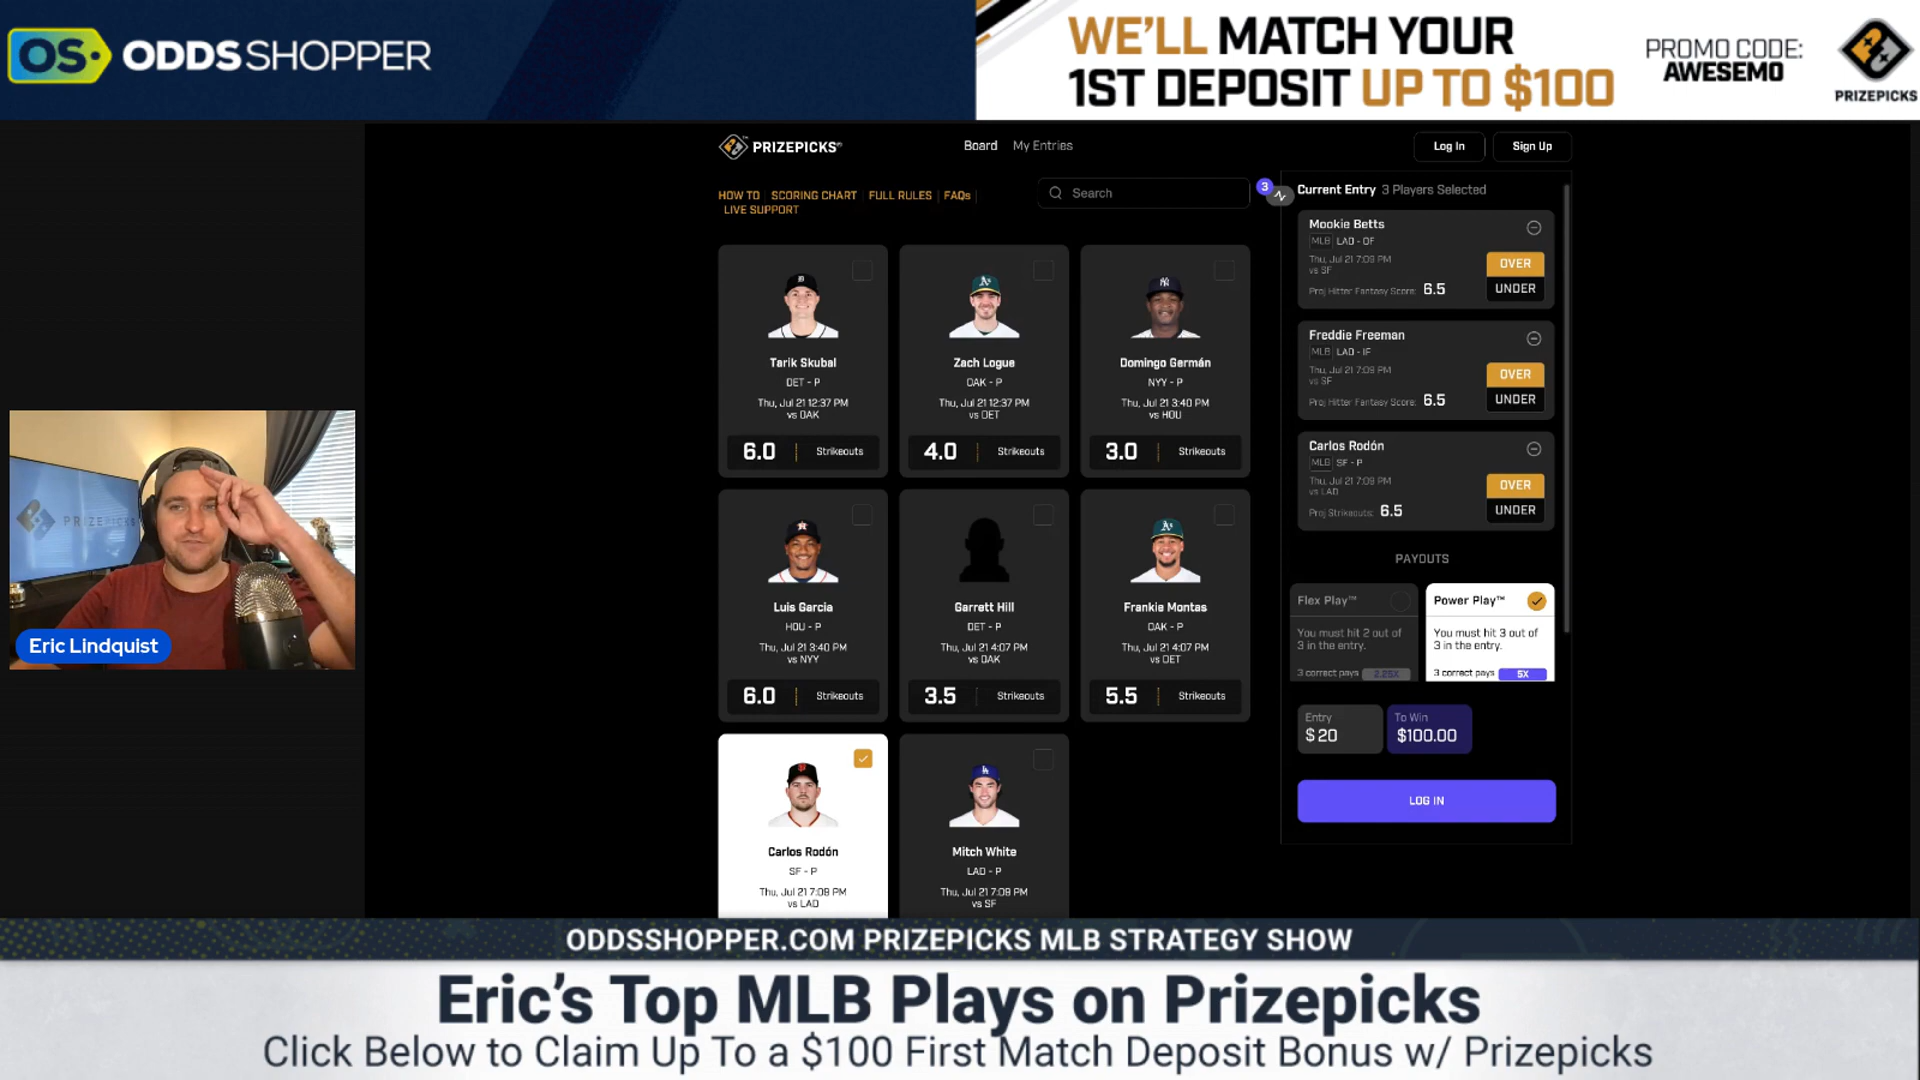 OS
ODDSSHOPPER
WE'LL MATCH YOUR
1ST DEPOSIT UP TO $100
PROMO CODE:
AWESEMO
PRIZEPICKS
PRIZEPICKS
Board My Entries
Log In Sign Up
HOW TO SCORING CHART FULL RULES FAQs
LIVE SUPPORT
Search
3
Current Entry 3 Players Selected
Tarik Skubal
DET - P
Thu, Jul 21 12:37 PM
vs OAK
6.0 Strikeouts
Zach Logue
OAK - P
Thu, Jul 21 12:37 PM
vs DET
4.0 Strikeouts
Domingo Germán
NYY - P
Thu, Jul 21 3:40 PM
vs HOU
3.0 Strikeouts
Luis Garcia
HOU - P
Thu, Jul 21 3:40 PM
vs NYY
6.0 Strikeouts
Garrett Hill
DET - P
Thu, Jul 21 4:07 PM
vs OAK
3.5 Strikeouts
Frankie Montas
OAK - P
Thu, Jul 21 4:07 PM
vs DET
5.5 Strikeouts
Carlos Rodón
SF - P
Thu, Jul 21 7:09 PM
vs LAD
Mitch White
LAD - P
Thu, Jul 21 7:09 PM
vs SF
Mookie Betts
MLB LAD - OF
Thu, Jul 21 7:09 PM
vs SF
Proj Hitter Fantasy Score: 6.5
OVER
UNDER
Freddie Freeman
MLB LAD - IF
Thu, Jul 21 7:09 PM
vs SF
Proj Hitter Fantasy Score: 6.5
OVER
UNDER
Carlos Rodón
MLB SF - P
Thu, Jul 21 7:09 PM
vs LAD
Proj Strikeouts: 6.5
OVER
UNDER
PAYOUTS
Flex Play™
You must hit 2 out of
3 in the entry.
3 correct pays 2.25X
Power Play™
You must hit 3 out of
3 in the entry.
3 correct pays 5X
Entry
$ 20
To Win
$100.00
LOG IN
PRIZEPICKS
Eric Lindquist
ODDSSHOPPER.COM PRIZEPICKS MLB STRATEGY SHOW
Eric's Top MLB Plays on Prizepicks
Click Below to Claim Up To a $100 First Match Deposit Bonus w/ Prizepicks